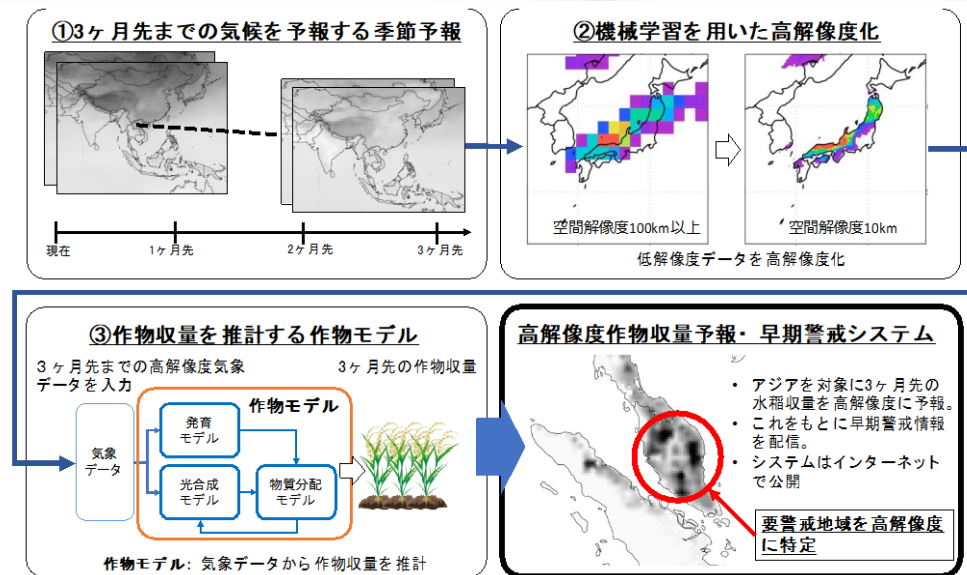 ①3ヶ月先までの気候を予報する季節予報
現在
1ヶ月先
2ヶ月先
3ヶ月先
②機械学習を用いた高解像度化
空間解像度100km以上
空間解像度10km
低解像度データを高解像度化
③作物収量を推計する作物モデル
３ヶ月先までの高解像度気象
データを入力
3ヶ月先の作物収量
作物モデル
気象
データ
発育
モデル
光合成
モデル
物質分配
モデル
作物モデル: 気象データから作物収量を推計
高解像度作物収量予報・ 早期警戒システム
• アジアを対象に3ヶ月先の
水稲収量を高解像度に予報。
• これをもとに早期警戒情報
を配信。
• システムはインターネット
で公開
要警戒地域を高解像度
に特定